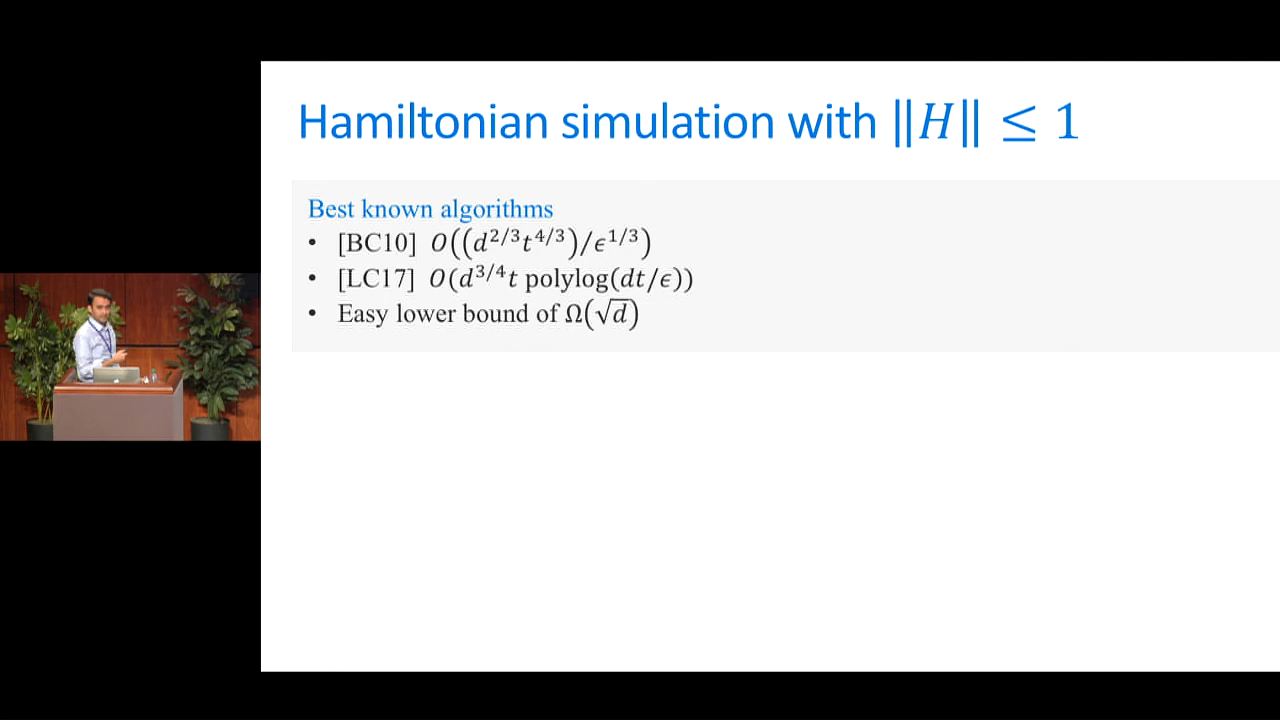 Hamiltonian simulation with ||H|| ≤ 1
Best known algorithms
• [BC10] O((d^{2/3}t^{4/3})/ϵ^{1/3})
• [LC17] O(d^{3/4}t polylog(dt/ϵ))
• Easy lower bound of Ω(√d)